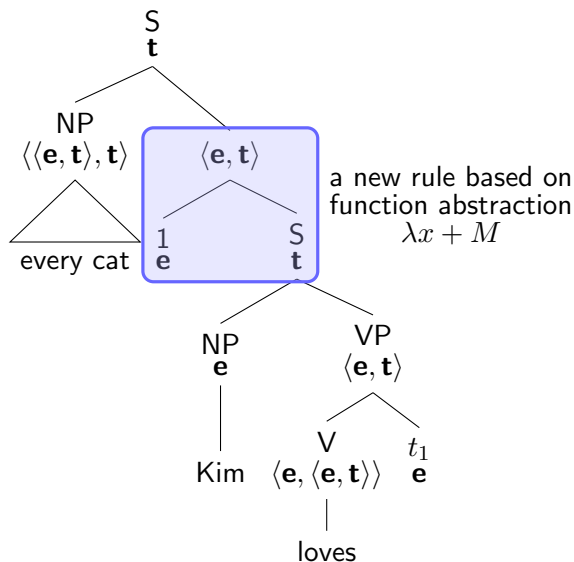 S
t
NP
⟨⟨e, t⟩, t⟩
⟨e, t⟩
a new rule based on
function abstraction
λx + M
every cat
1
e
S
t
NP
e
VP
⟨e, t⟩
Kim
V
⟨e, ⟨e, t⟩⟩
t₁
e
loves